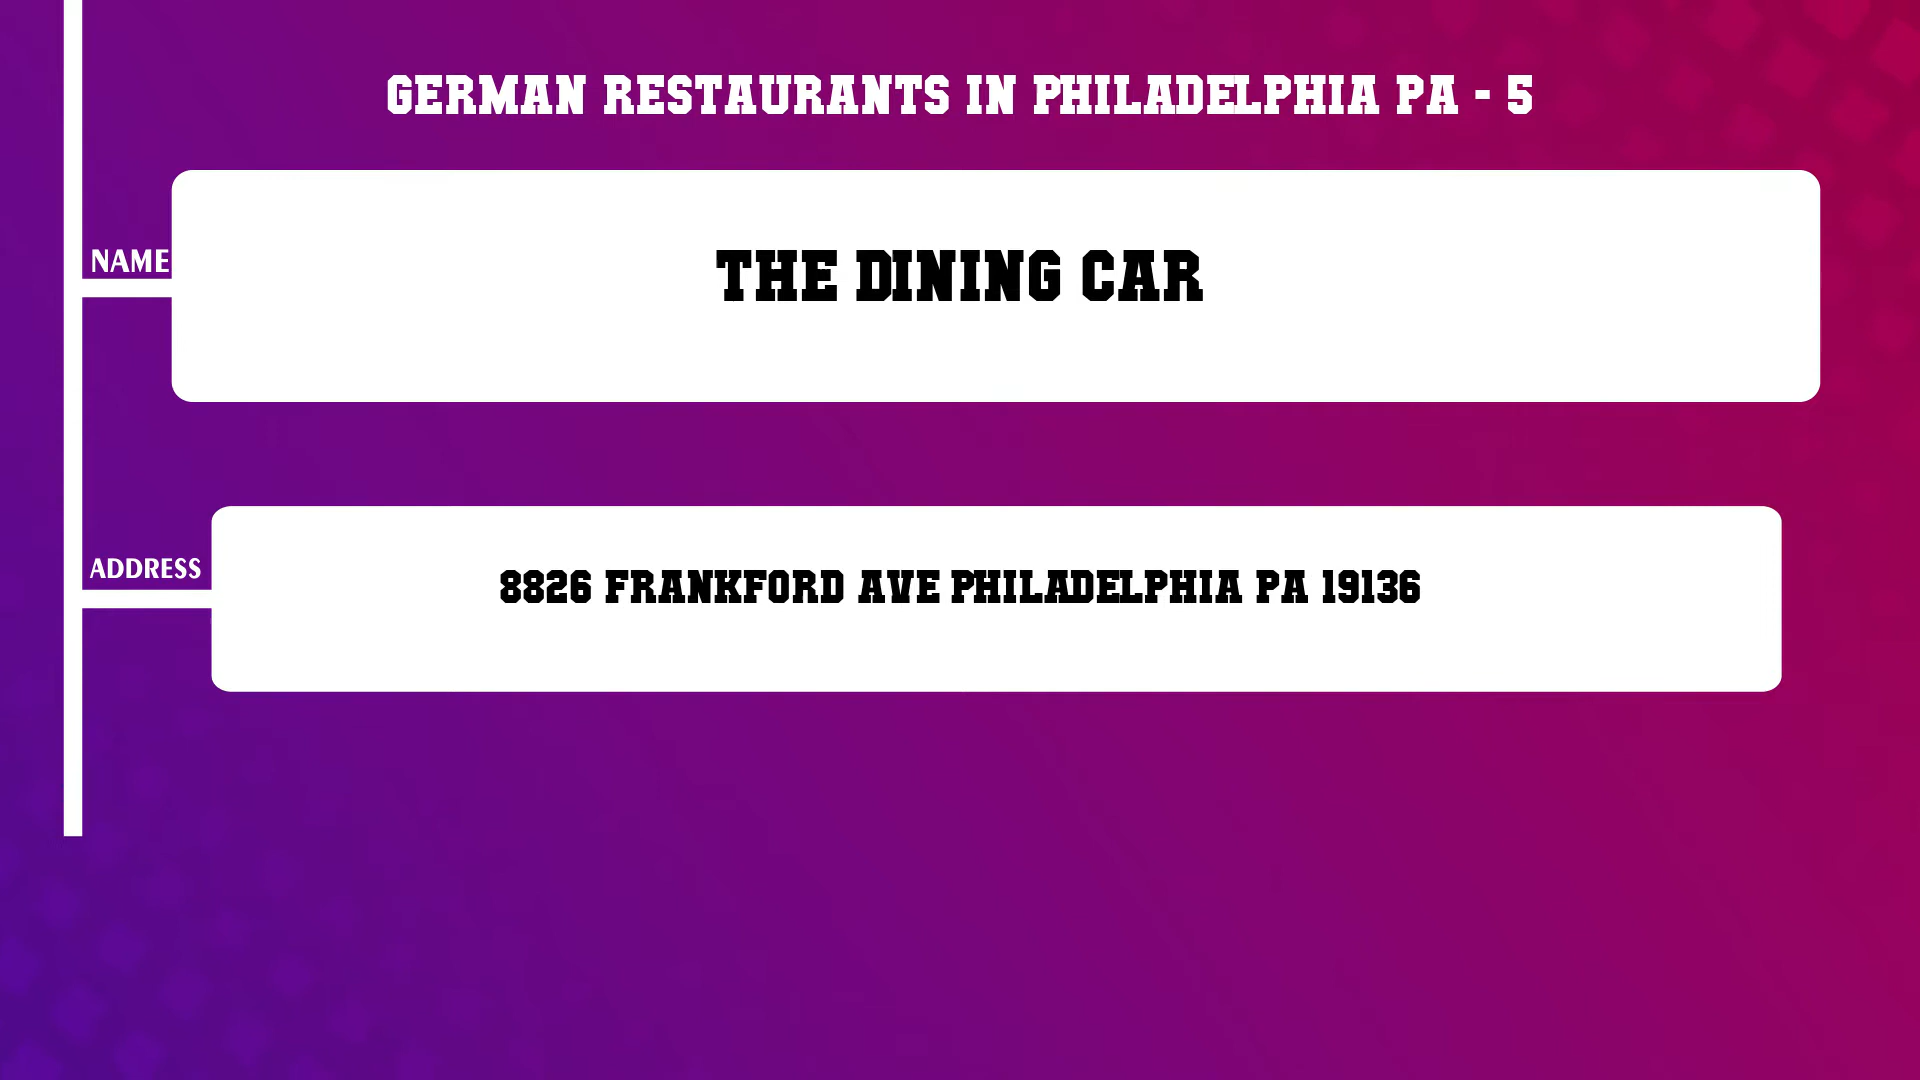 GERMAN RESTAURANTS IN PHILADELPHIA PA - 5
NAME
THE DINING CAR
ADDRESS
8826 FRANKFORD AVE PHILADELPHIA PA 19136